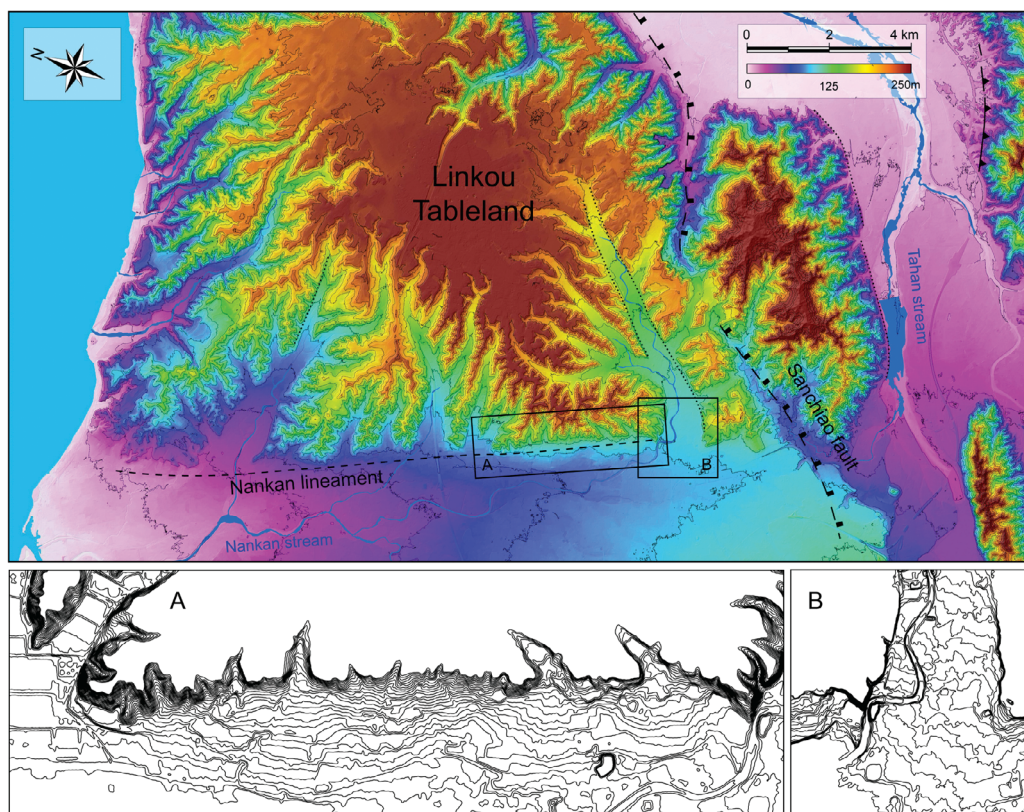 N
0 2 4 km
0 125 250m
Linkou
Tableland
Tahan stream
Sanchiao fault
A
B
Nankan lineament
Nankan stream
A
B